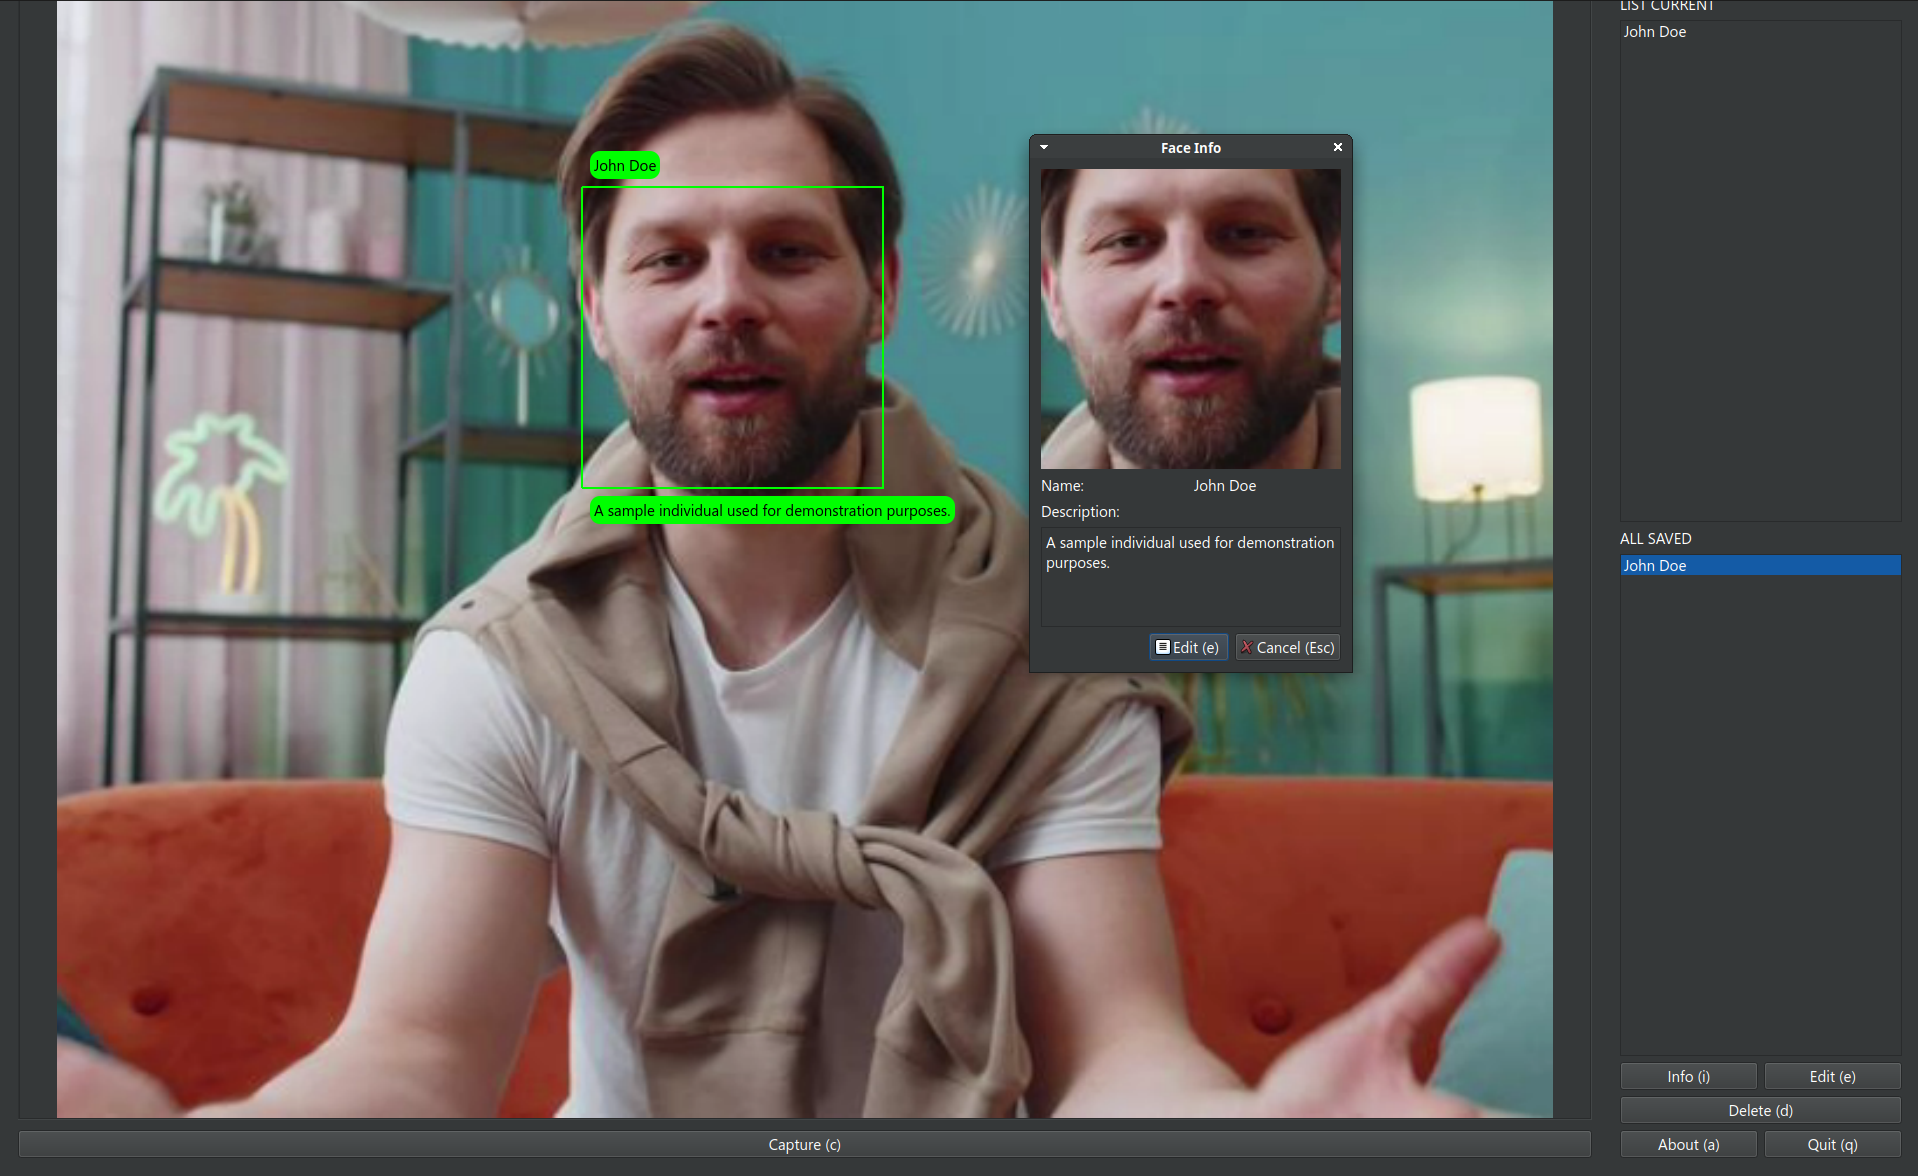 LIST CURRENT
John Doe
John Doe
A sample individual used for demonstration purposes.
Face Info
Name: John Doe
Description:
A sample individual used for demonstration
purposes.
Edit (e)
Cancel (Esc)
ALL SAVED
John Doe
Info (i)
Edit (e)
Delete (d)
Capture (c)
About (a)
Quit (q)